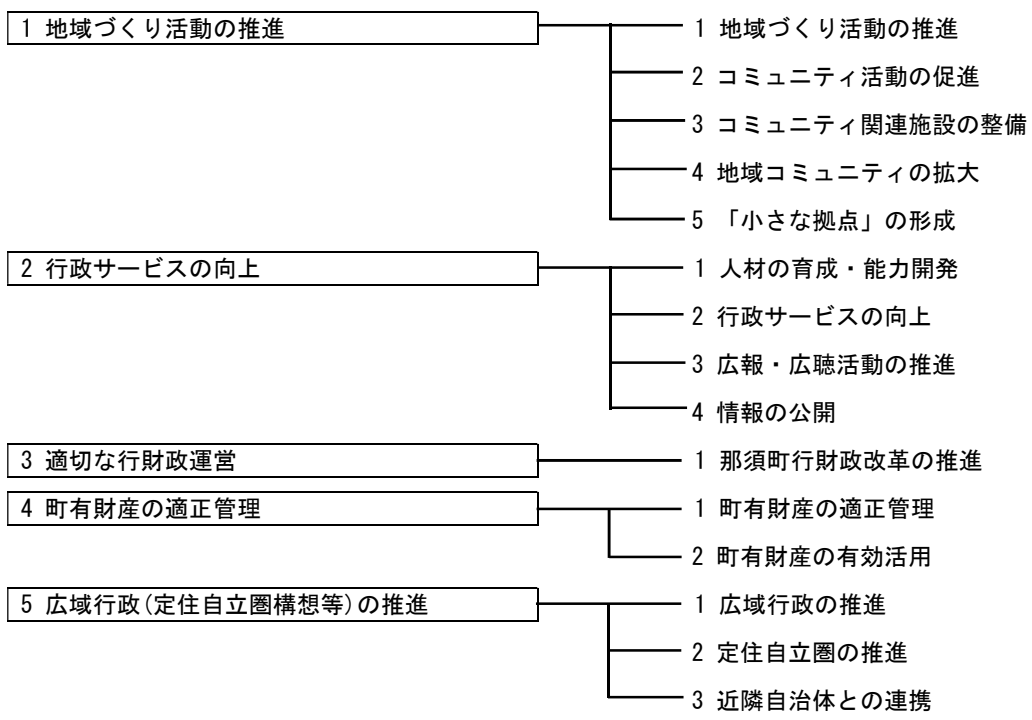 1 地域づくり活動の推進
1 地域づくり活動の推進
2 コミュニティ活動の促進
3 コミュニティ関連施設の整備
4 地域コミュニティの拡大
5 「小さな拠点」の形成
2 行政サービスの向上
1 人材の育成・能力開発
2 行政サービスの向上
3 広報・広聴活動の推進
4 情報の公開
3 適切な行財政運営
1 那須町行財政改革の推進
4 町有財産の適正管理
1 町有財産の適正管理
2 町有財産の有効活用
5 広域行政(定住自立圏構想等)の推進
1 広域行政の推進
2 定住自立圏の推進
3 近隣自治体との連携